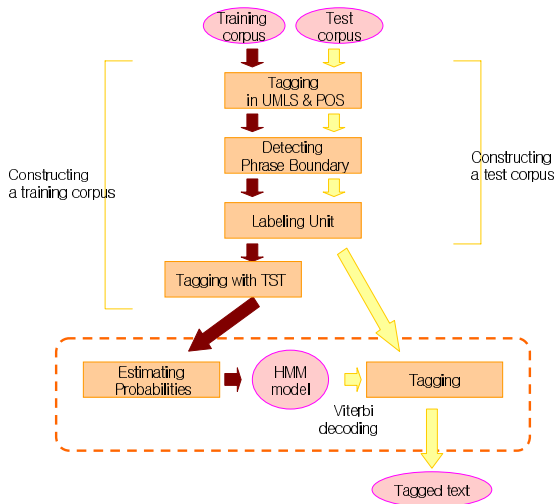 Training
corpus
Test
corpus
Tagging
in UMLS & POS
Detecting
Phrase Boundary
Constructing
a training corpus
Constructing
a test corpus
Labeling Unit
Tagging with TST
Estimating
Probabilities
HMM
model
Viterbi
decoding
Tagging
Tagged text